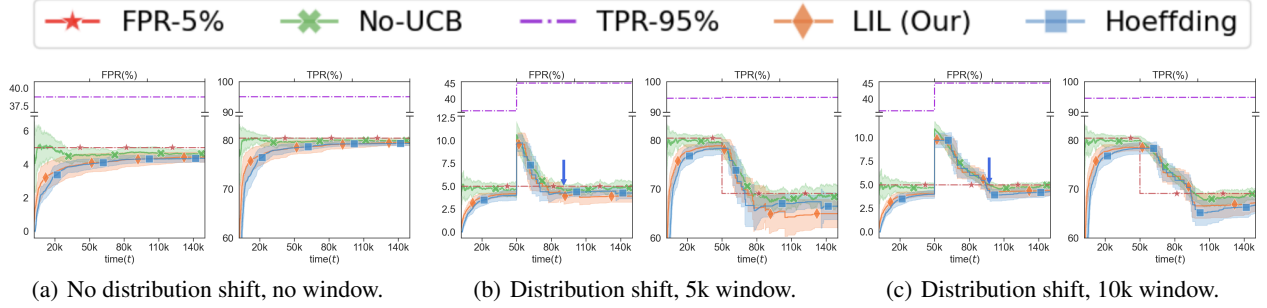 FPR-5% No-UCB TPR-95% LIL (Our) Hoeffding
FPR(%) TPR(%) FPR(%) TPR(%) FPR(%) TPR(%)
40.0 37.5 6 4 2 0
100 90 80 70 60
45 40 12.5 10.0 7.5 5.0 2.5 0.0
100 90 80 70 60
45 40 10.0 7.5 5.0 2.5 0.0
100 90 80 70 60
20k 50k 80k 110k 140k 20k 50k 80k 110k 140k 20k 50k 80k 110k 140k 20k 50k 80k 110k 140k 20k 50k 80k 110k 140k 20k 50k 80k 110k 140k
time(t) time(t) time(t) time(t) time(t) time(t)
(a) No distribution shift, no window. (b) Distribution shift, 5k window. (c) Distribution shift, 10k window.